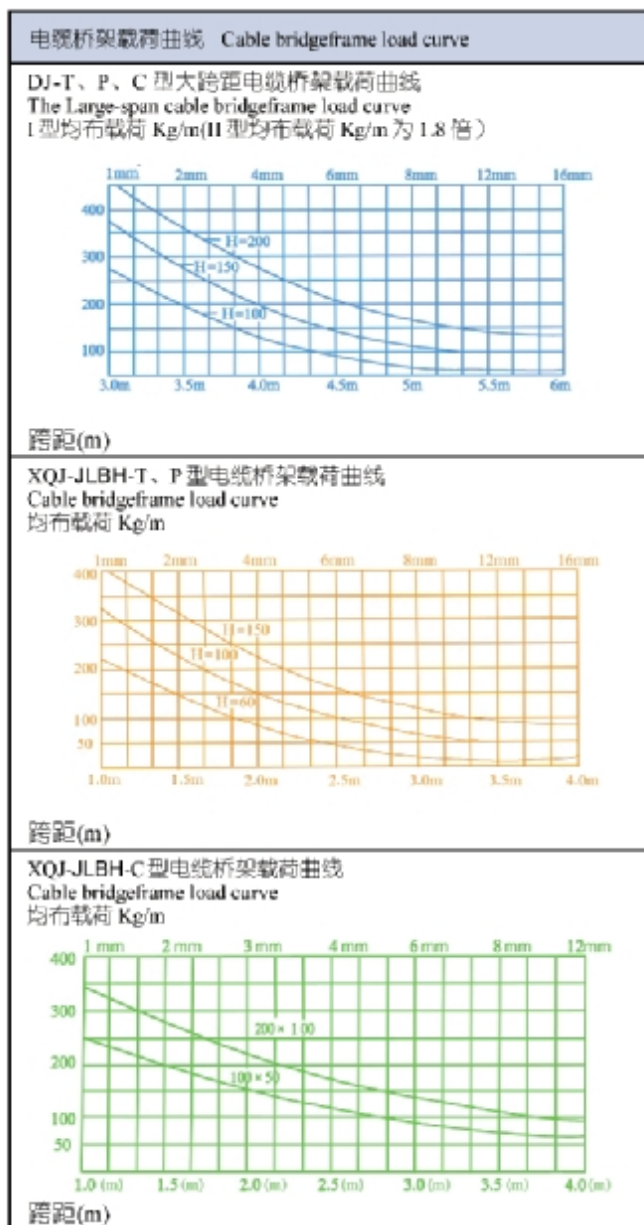 电缆桥架载荷曲线 Cable bridgeframe load curve
DJ-T、P、C 型大跨距电缆桥架载荷曲线
The Large-span cable bridgeframe load curve
I 型均布载荷 Kg/m(II 型均布载荷 Kg/m 为 1.8 倍）
1mm 2mm 4mm 6mm 8mm 12mm 16mm
400
H=200
300
H=150
200
H=100
100
3.0m 3.5m 4.0m 4.5m 5m 5.5m 6m
跨距(m)
XQJ-JLBH-T、P 型电缆桥架载荷曲线
Cable bridgeframe load curve
均布载荷 Kg/m
1mm 2mm 4mm 6mm 8mm 12mm 16mm
400
300
H=150
H=100
200
H=60
100
50
1.0m 1.5m 2.0m 2.5m 3.0m 3.5m 4.0m
跨距(m)
XQJ-JLBH-C 型电缆桥架载荷曲线
Cable bridgeframe load curve
均布载荷 Kg/m
1 mm 2 mm 3 mm 4 mm 6 mm 8 mm 12mm
400
300
200 × 100
200
100 × 50
100
50
1.0 (m) 1.5 (m) 2.0 (m) 2.5 (m) 3.0 (m) 3.5 (m) 4.0 (m)
跨距(m)